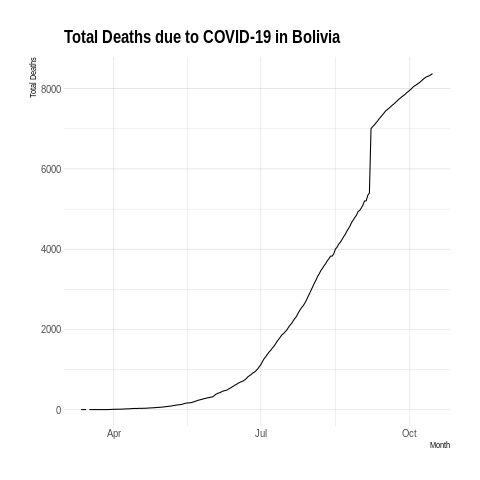 Total Deaths due to COVID-19 in Bolivia
Total Deaths
8000
6000
4000
2000
0
Apr Jul Oct
Month